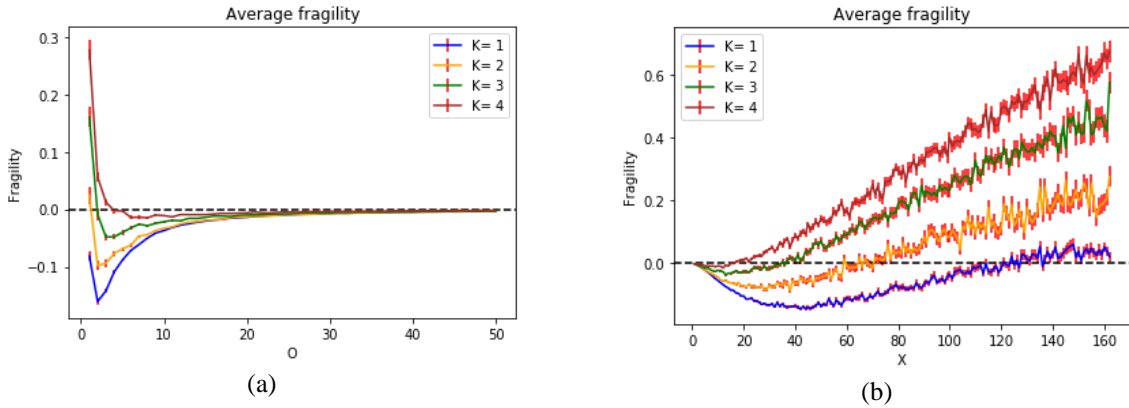 Average fragility
Fragility
0.3
0.2
0.1
0.0
−0.1
0
10
20
30
40
50
O
K= 1
K= 2
K= 3
K= 4
(a)
Average fragility
Fragility
0.6
0.4
0.2
0.0
0
20
40
60
80
100
120
140
160
X
K= 1
K= 2
K= 3
K= 4
(b)